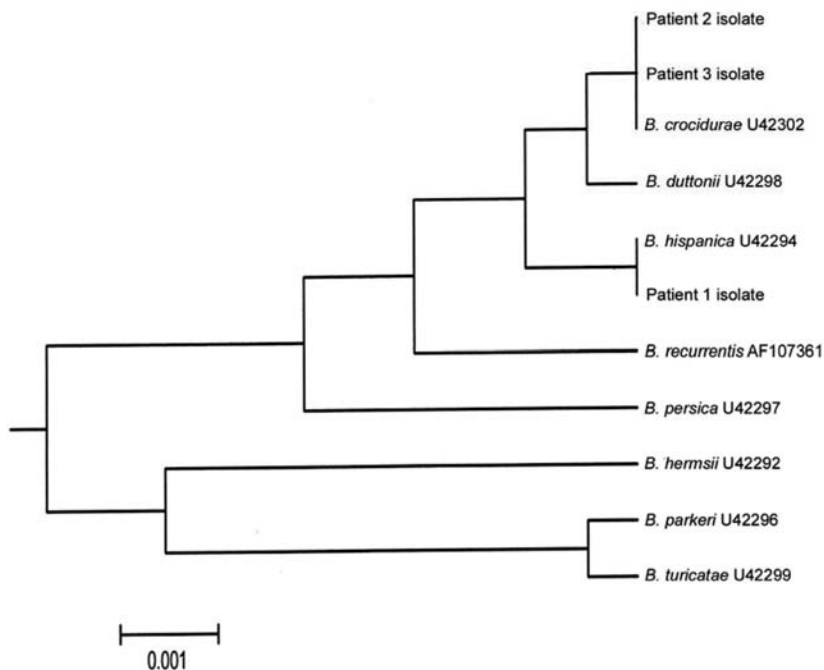 Patient 2 isolate
Patient 3 isolate
B. crocidurae U42302
B. duttonii U42298
B. hispanica U42294
Patient 1 isolate
B. recurrentis AF107361
B. persica U42297
B. hermsii U42292
B. parkeri U42296
B. turicatae U42299
0.001